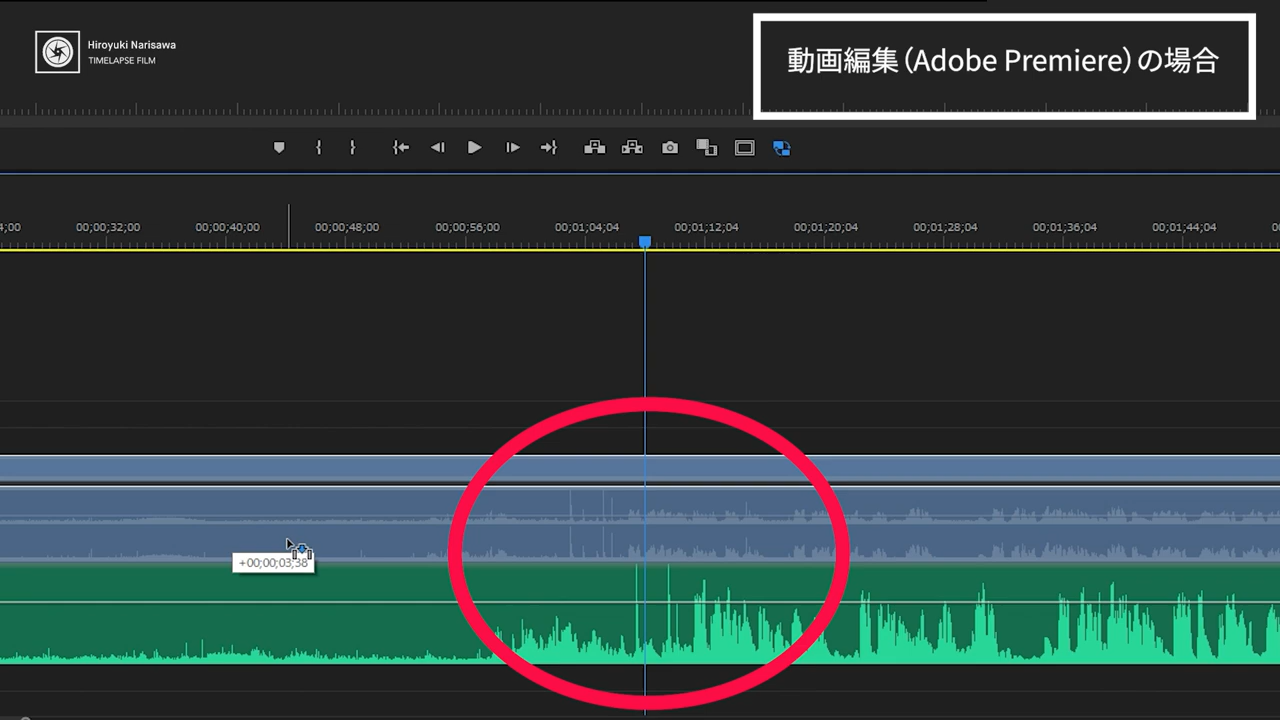 Hiroyuki Narisawa
TIMELAPSE FILM
動画編集（Adobe Premiere）の場合
4;00 00;00;32;00 00;00;40;00 00;00;48;00 00;00;56;00 00;01;04;04 00;01;12;04 00;01;20;04 00;01;28;04 00;01;36;04 00;01;44;04
+00;00;03;38